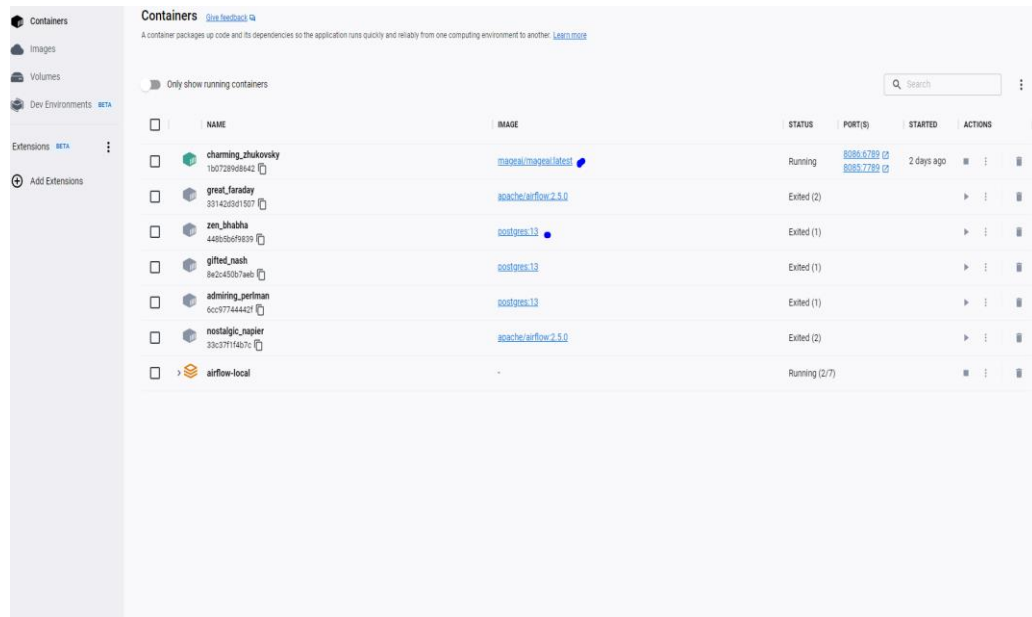 Containers
Images
Volumes
Dev Environments BETA
Extensions BETA
Add Extensions
Containers Give feedback
A container packages up code and its dependencies so the application runs quickly and reliably from one computing environment to another. Learn more
Only show running containers
Search
NAME IMAGE STATUS PORT(S) STARTED ACTIONS
charming_zhukovsky
1b07289d8642
mageai/mageai:latest Running 8086:6789 8085:7789 2 days ago
great_faraday
33142d3d1507
apache/airflow:2.5.0 Exited (2)
zen_bhabha
448b5b6f9839
postgres:13 Exited (1)
gifted_nash
8e2c450b7aeb
postgres:13 Exited (1)
admiring_perlman
6cc97744442f
postgres:13 Exited (1)
nostalgic_napier
33c37f1f4b7c
apache/airflow:2.5.0 Exited (2)
airflow-local - Running (2/7)